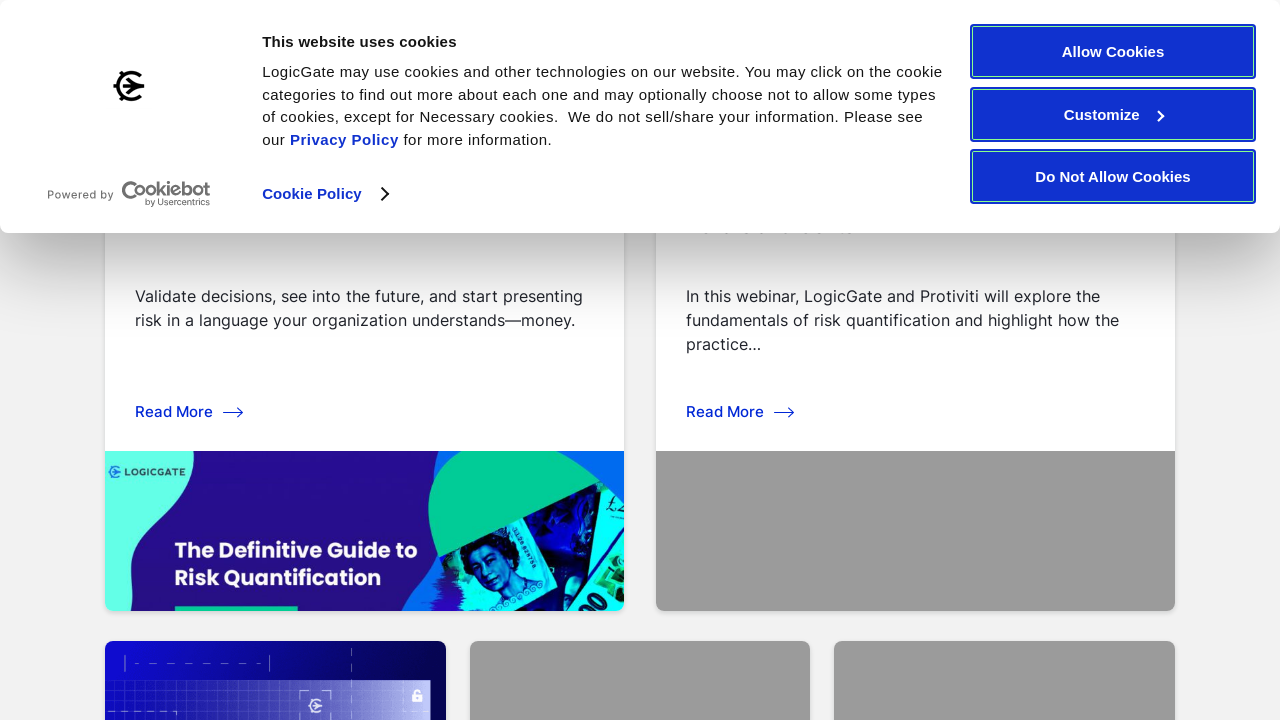 This website uses cookies
LogicGate may use cookies and other technologies on our website. You may click on the cookie
categories to find out more about each one and may optionally choose not to allow some types
of cookies, except for Necessary cookies.  We do not sell/share your information. Please see
our Privacy Policy for more information.
Cookie Policy
Powered by Cookiebot
by Usercentrics
Allow Cookies
Customize
Do Not Allow Cookies
Validate decisions, see into the future, and start presenting
risk in a language your organization understands—money.
Read More
In this webinar, LogicGate and Protiviti will explore the
fundamentals of risk quantification and highlight how the
practice…
Read More
LOGICGATE
The Definitive Guide to
Risk Quantification